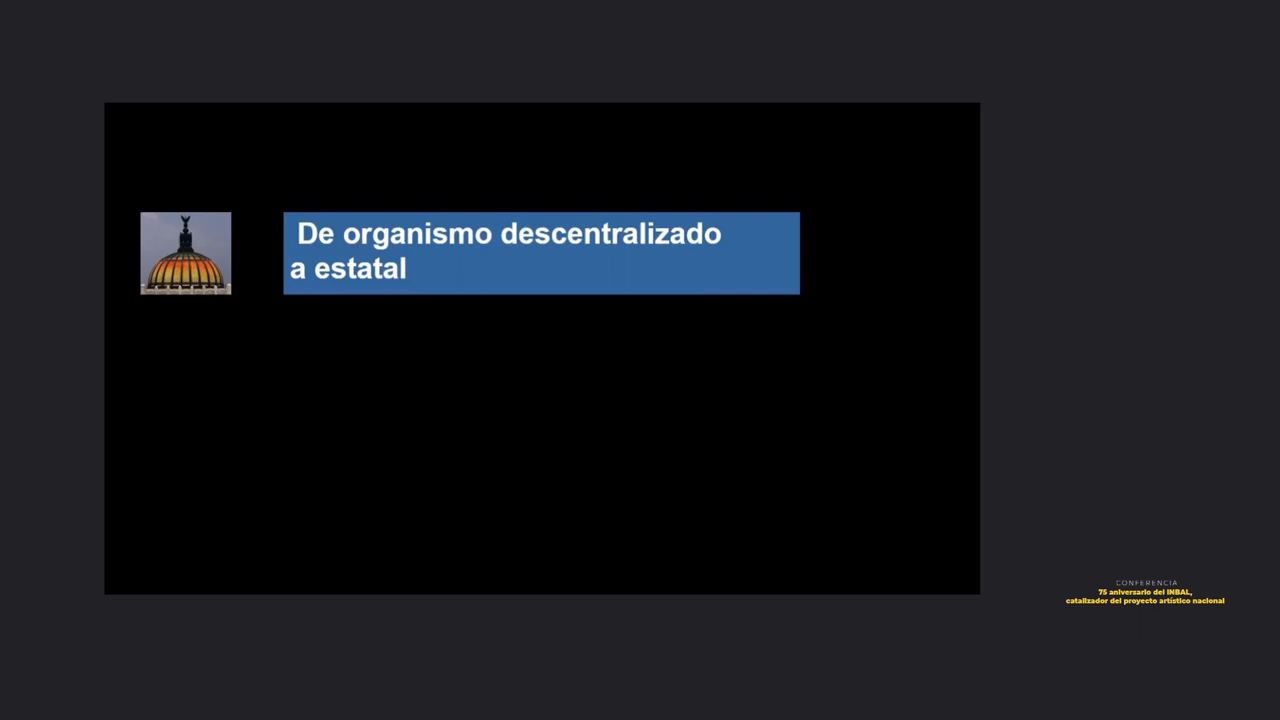 De organismo descentralizado
a estatal
CONFERENCIA
75 aniversario del INBAL,
catalizador del proyecto artístico nacional